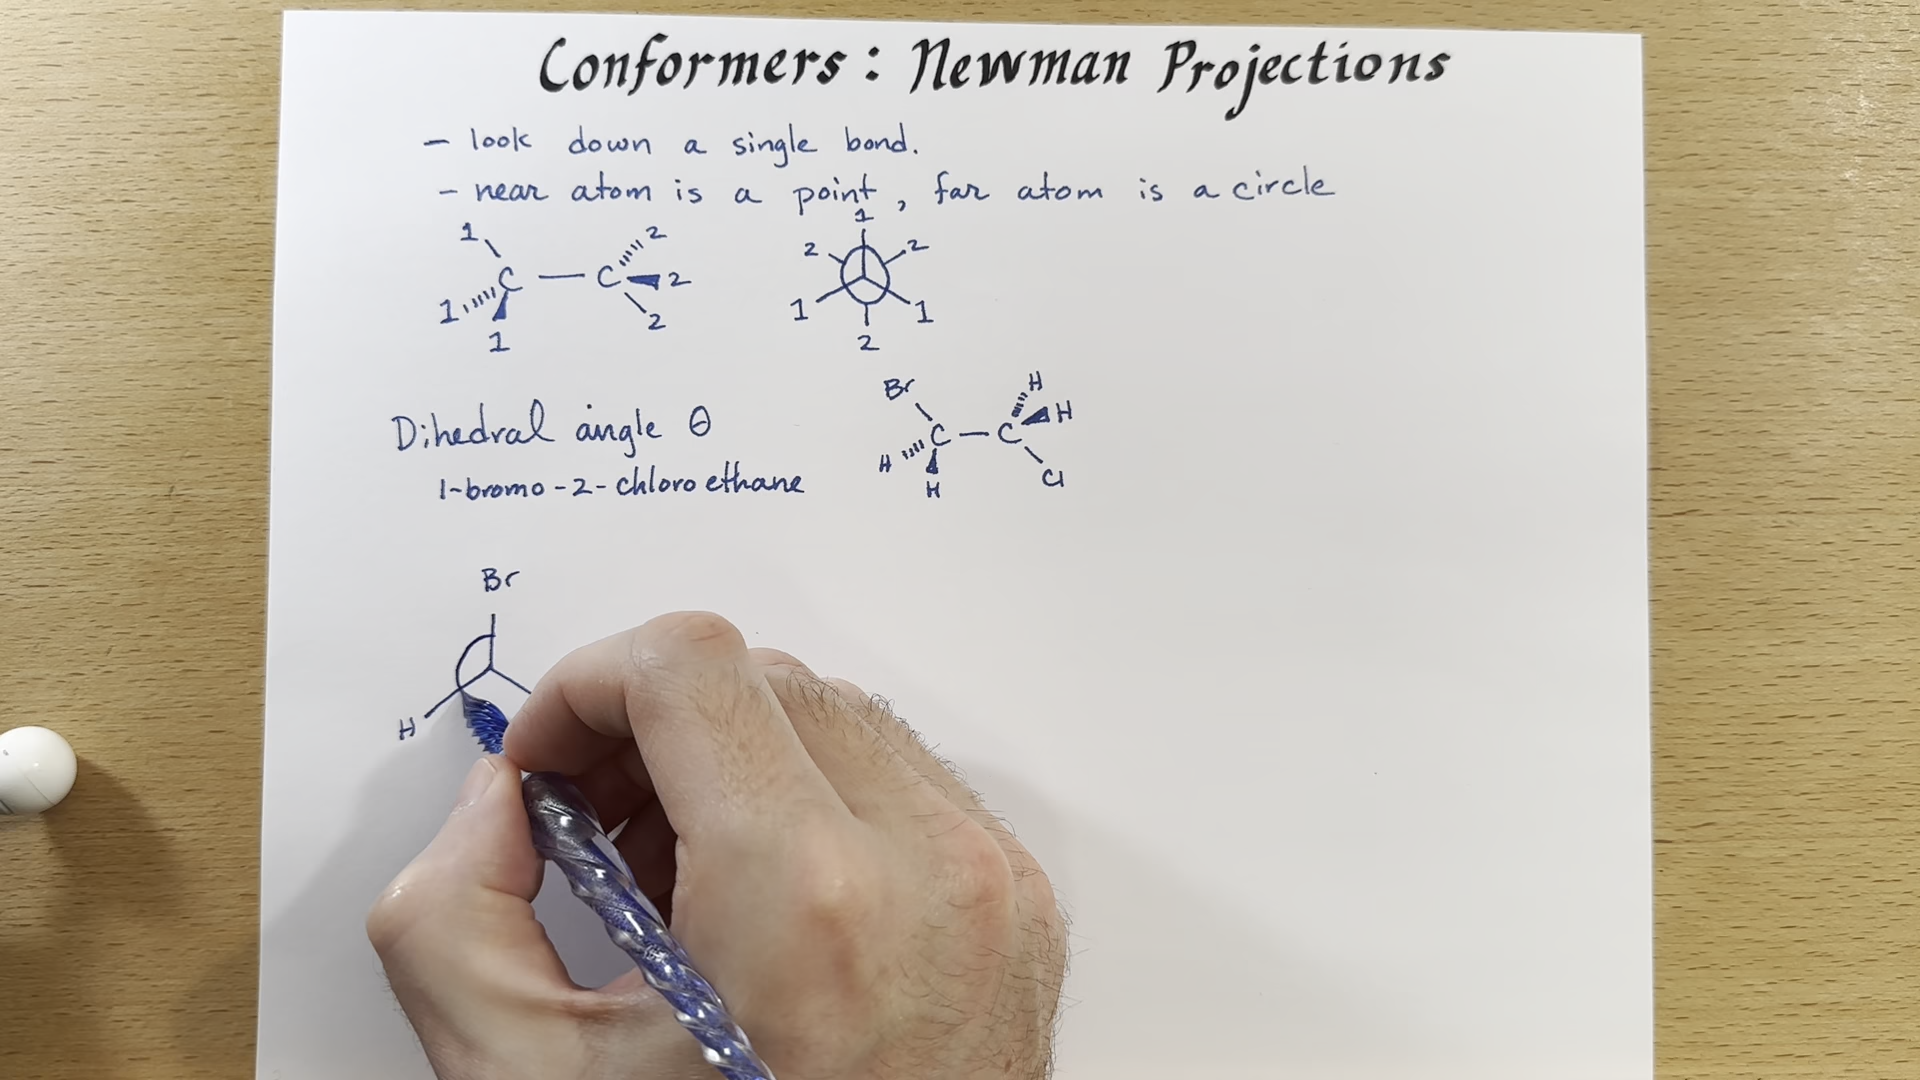 Conformers : Newman Projections
- look down a single bond.
- near atom is a point, far atom is a circle
1 2
C — C 2
1 1 2
1
2 2
1 1
2
Dihedral angle θ
1-bromo-2-chloroethane
Br H
C — C H
H H Cl
Br
H